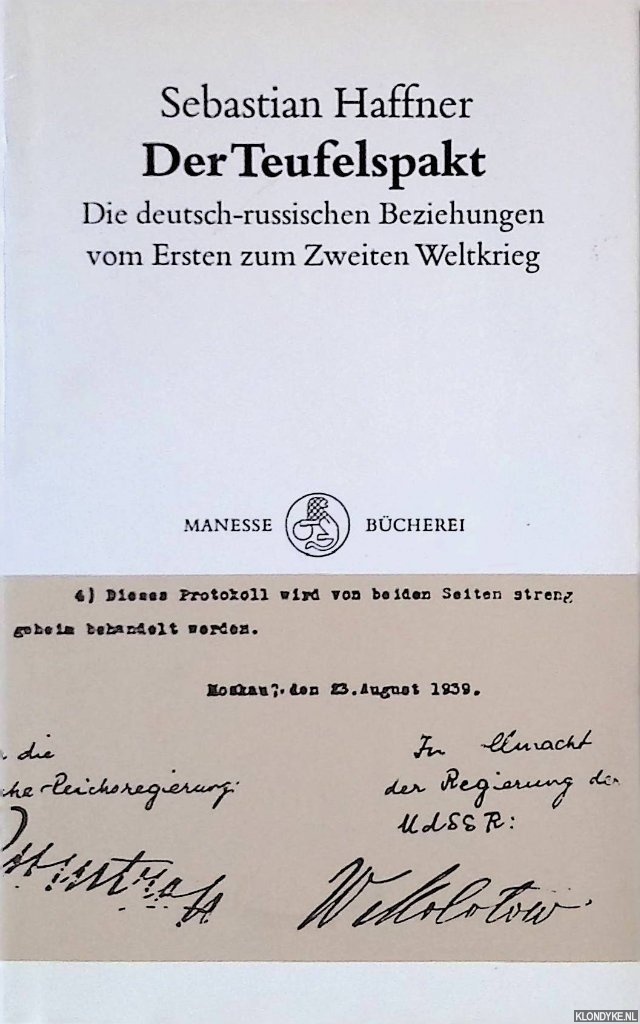 Sebastian Haffner
Der Teufelspakt
Die deutsch-russischen Beziehungen
vom Ersten zum Zweiten Weltkrieg
MANESSE BÜCHEREI
4) Dieses Protokoll wird von beiden Seiten streng
geheim behandelt werden.
Moskau, den 23.August 1939.
die
che Reichsregierung:
In
der Regierung der
UdSSR:
W. Molotow
KLONDYKE.NL